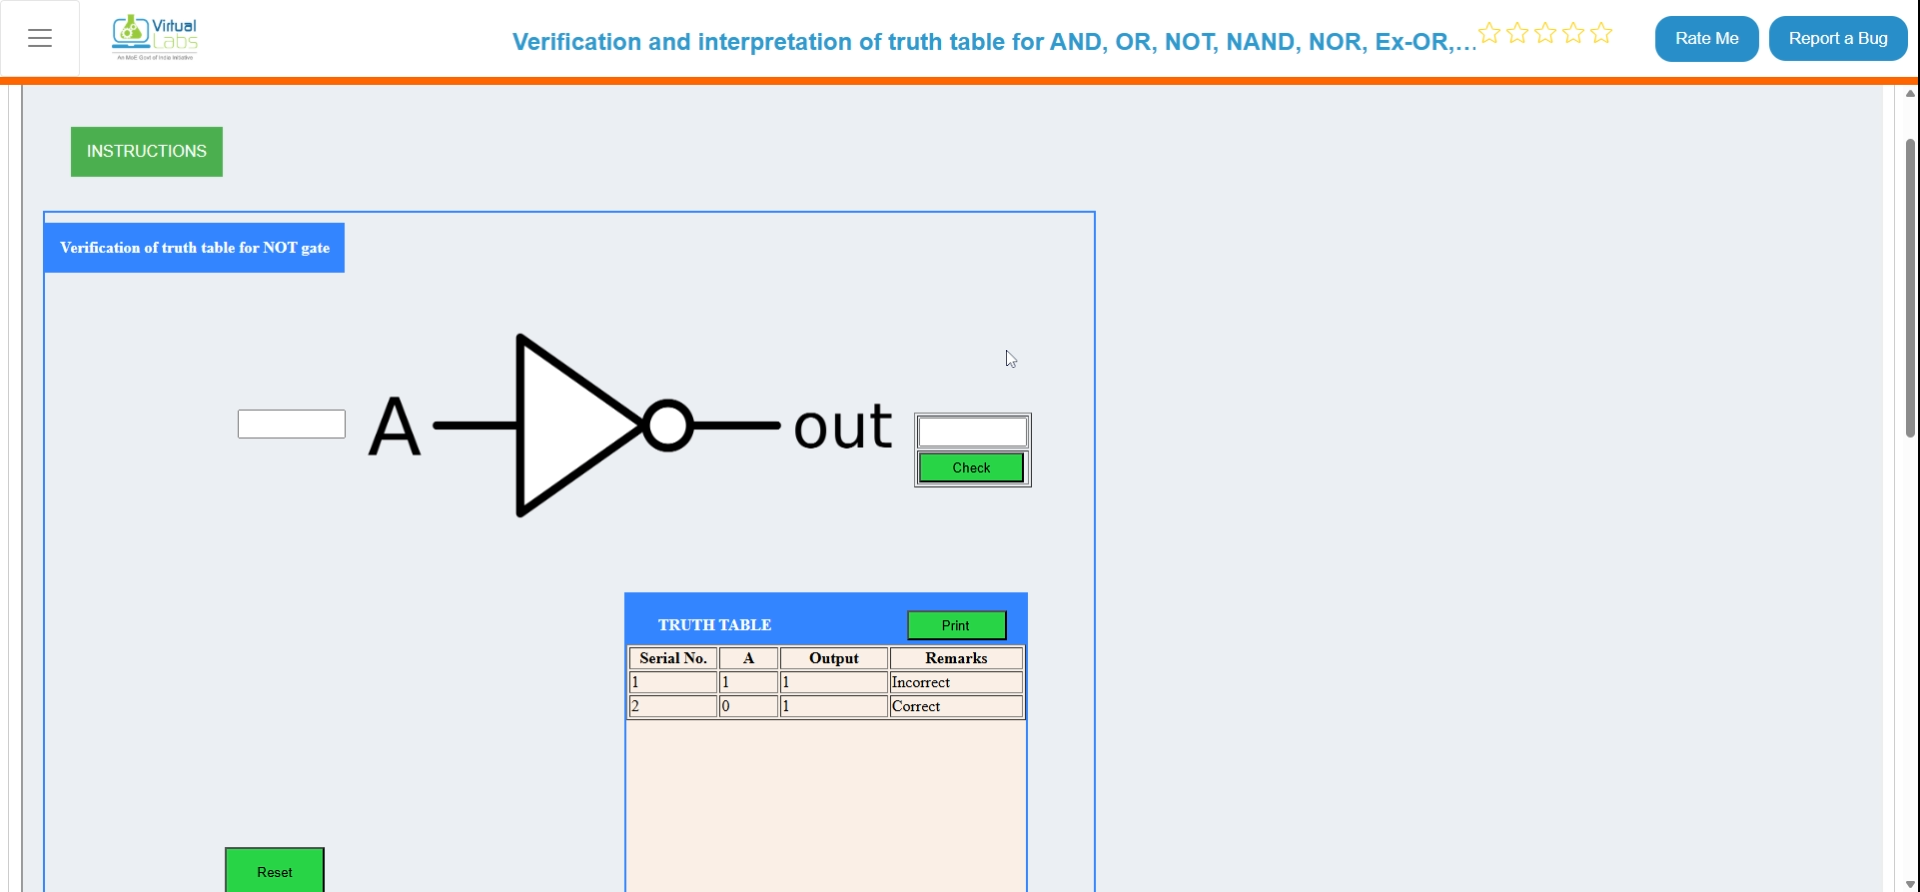 Virtual
Labs
An MoE Govt of India Initiative
Verification and interpretation of truth table for AND, OR, NOT, NAND, NOR, Ex-OR,...
Rate Me
Report a Bug
INSTRUCTIONS
Verification of truth table for NOT gate
A
out
Check
TRUTH TABLE
Print
Serial No. A Output Remarks
1 1 1 Incorrect
2 0 1 Correct
Reset